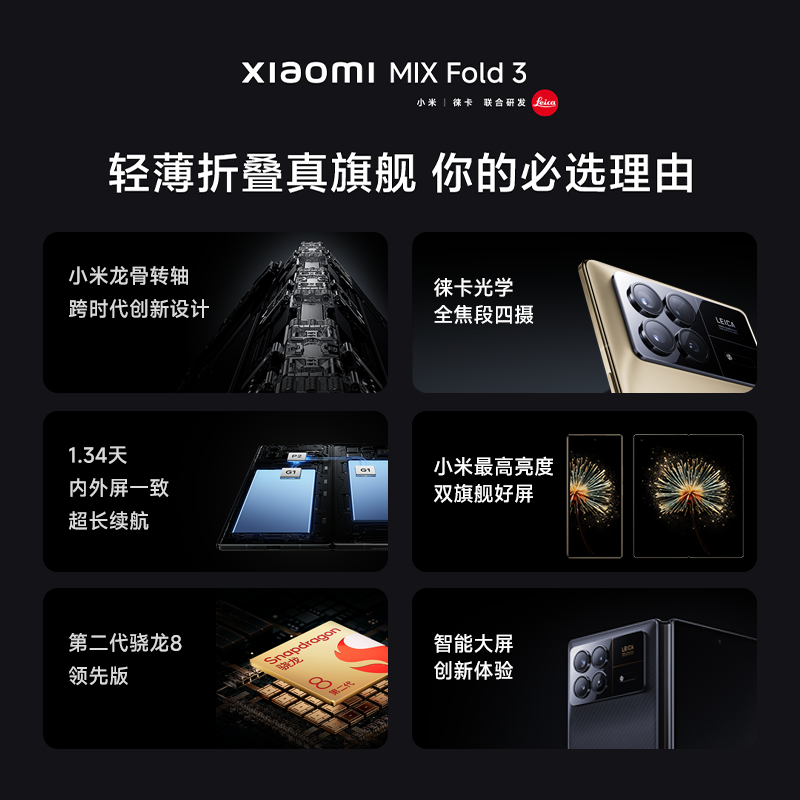 xiaomi MIX Fold 3
小米 | 徕卡 联合研发 Leica
轻薄折叠真旗舰 你的必选理由
小米龙骨转轴
跨时代创新设计
徕卡光学
全焦段四摄
LEICA
1.34天
内外屏一致
超长续航
P2
G1
G1
小米最高亮度
双旗舰好屏
第二代骁龙8
领先版
Snapdragon
骁龙
8
第二代
智能大屏
创新体验
LEICA